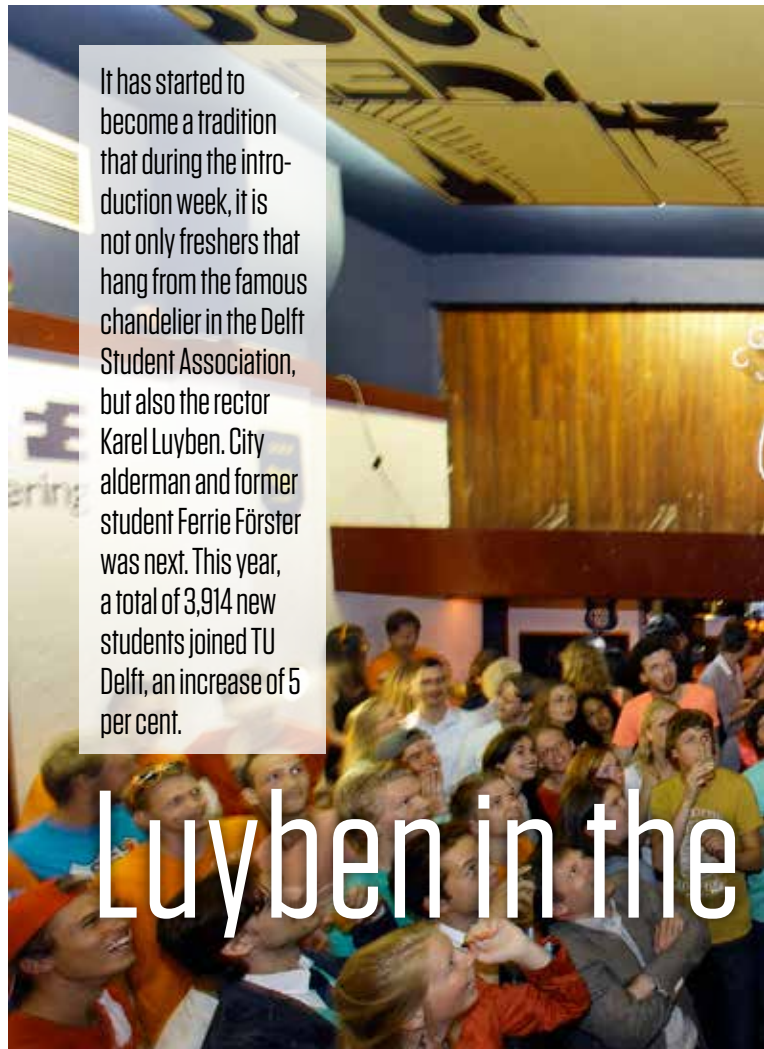 It has started to
become a tradition
that during the intro-
duction week, it is
not only freshers that
hang from the famous
chandelier in the Delft
Student Association,
but also the rector
Karel Luyben. City
alderman and former
student Ferrie Förster
was next. This year,
a total of 3,914 new
students joined TU
Delft, an increase of 5
per cent.
Luyben in the